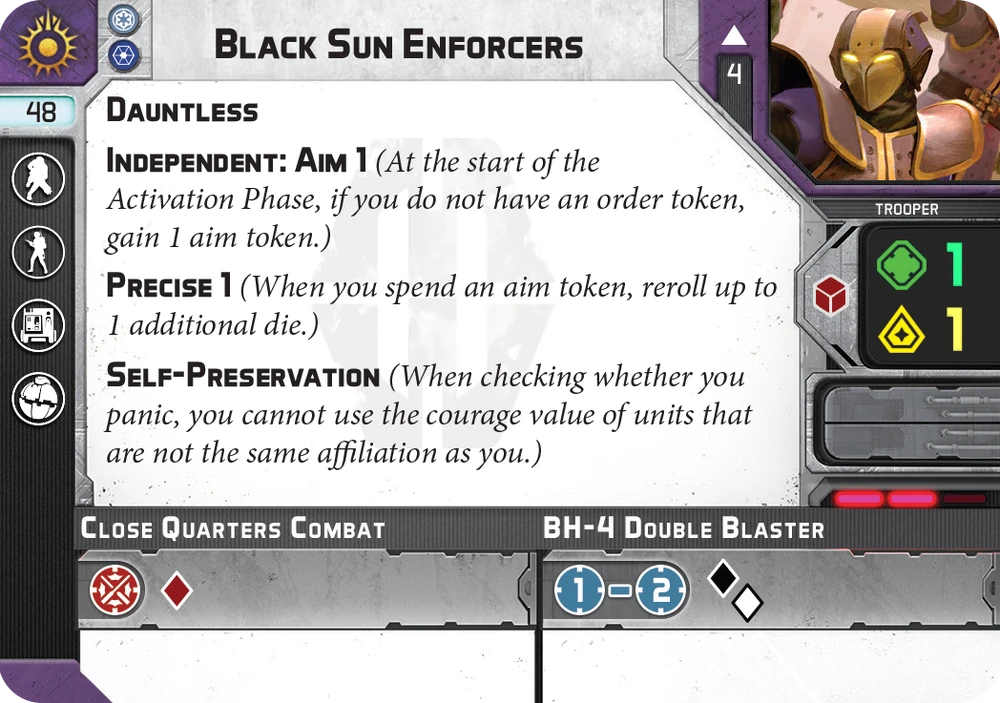 Black Sun Enforcers
4
48
Dauntless
Independent: Aim 1 (At the start of the
Activation Phase, if you do not have an order token,
gain 1 aim token.)
Precise 1 (When you spend an aim token, reroll up to
1 additional die.)
Self-Preservation (When checking whether you
panic, you cannot use the courage value of units that
are not the same affiliation as you.)
TROOPER
1
1
Close Quarters Combat
BH-4 Double Blaster
1-2